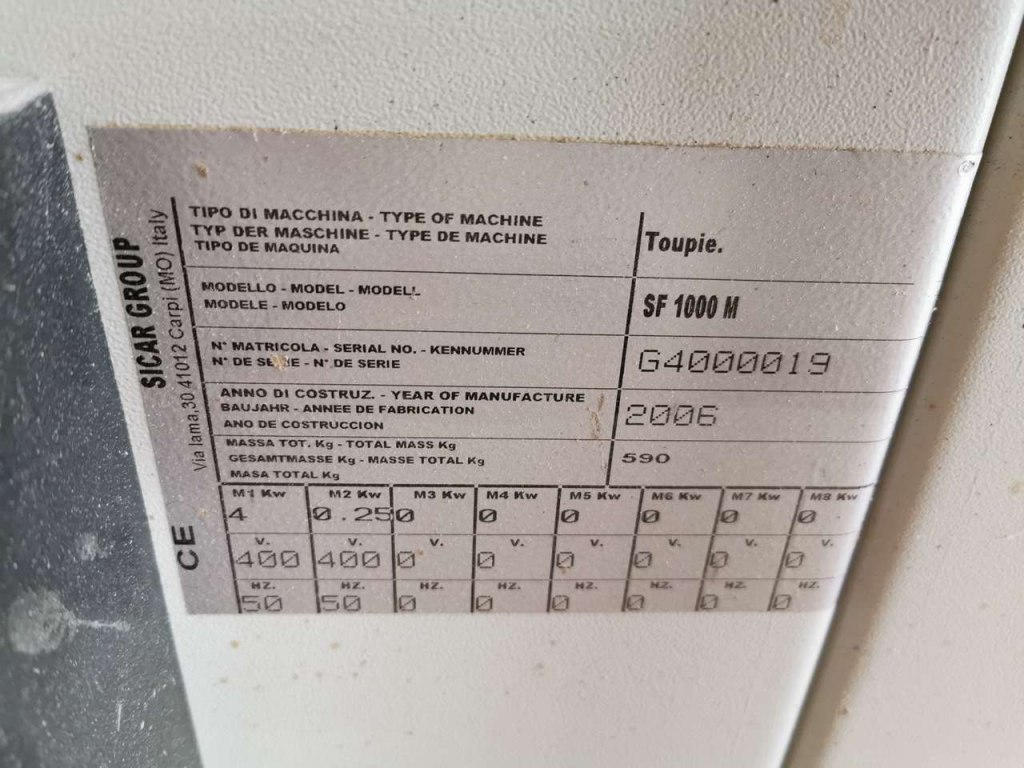 SICAR GROUP
Via lama,30 41012 Carpi (MO) Italy
CE
TIPO DI MACCHINA - TYPE OF MACHINE
TYP DER MASCHINE - TYPE DE MACHINE
TIPO DE MAQUINA
Toupie.
MODELLO - MODEL - MODELL
MODELE - MODELO
SF 1000 M
N° MATRICOLA - SERIAL NO. - KENNUMMER
N° DE SERIE - N° DE SERIE
G4000019
ANNO DI COSTRUZ. - YEAR OF MANUFACTURE
BAUJAHR - ANNEE DE FABRICATION
ANO DE COSTRUCCION
2006
MASSA TOT. Kg - TOTAL MASS Kg
GESAMTMASSE Kg - MASSE TOTAL Kg
MASA TOTAL Kg
590
M1 Kw M2 Kw M3 Kw M4 Kw M5 Kw M6 Kw M7 Kw M8 Kw
4 0.25 0 0 0 0 0 0
V. V. V. V. V. V. V. V.
400 400 0 0 0 0 0 0
HZ. HZ. HZ. HZ. HZ. HZ. HZ. HZ.
50 50 0 0 0 0 0 0